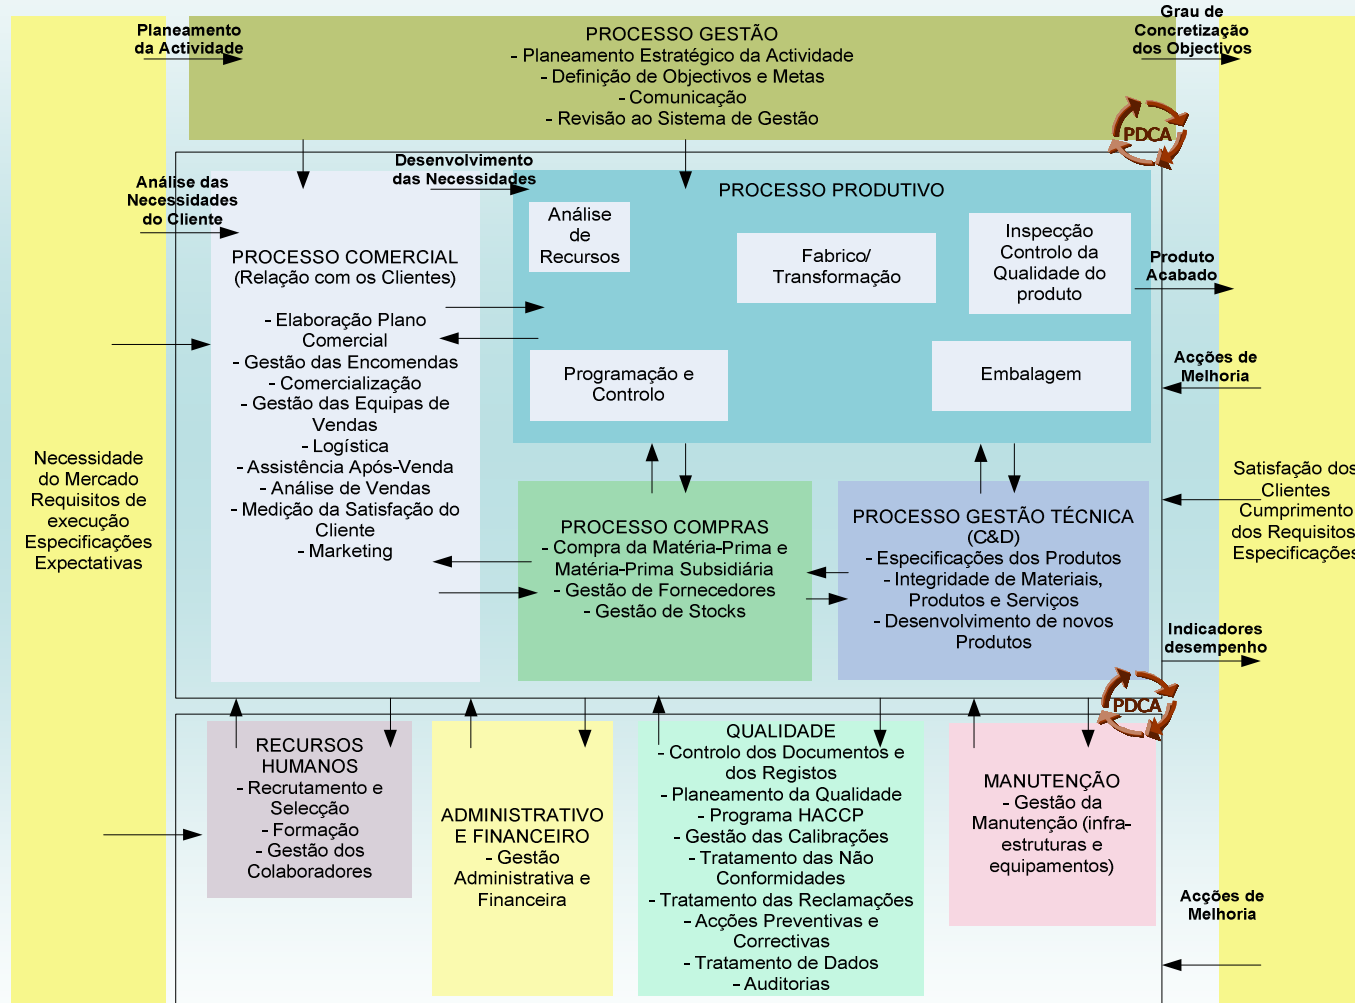 Planeamento
da Actividade
PROCESSO GESTÃO
- Planeamento Estratégico da Actividade
- Definição de Objectivos e Metas
- Comunicação
- Revisão ao Sistema de Gestão
Grau de
Concretização
dos Objectivos
PDCA
Análise das
Necessidades
do Cliente
Desenvolvimento
das Necessidades
PROCESSO COMERCIAL
(Relação com os Clientes)
- Elaboração Plano
Comercial
- Gestão das Encomendas
- Comercialização
- Gestão das Equipas de
Vendas
- Logística
- Assistência Após-Venda
- Análise de Vendas
- Medição da Satisfação do
Cliente
- Marketing
PROCESSO PRODUTIVO
Análise
de
Recursos
Fabrico/
Transformação
Inspecção
Controlo da
Qualidade do
produto
Programação e
Controlo
Embalagem
Produto
Acabado
Acções de
Melhoria
Necessidade
do Mercado
Requisitos de
execução
Especificações
Expectativas
PROCESSO COMPRAS
- Compra da Matéria-Prima e
Matéria-Prima Subsidiária
- Gestão de Fornecedores
- Gestão de Stocks
PROCESSO GESTÃO TÉCNICA
(C&D)
- Especificações dos Produtos
- Integridade de Materiais,
Produtos e Serviços
- Desenvolvimento de novos
Produtos
Satisfação dos
Clientes
Cumprimento
dos Requisitos
Especificações
Indicadores
desempenho
PDCA
RECURSOS
HUMANOS
- Recrutamento e
Selecção
- Formação
- Gestão dos
Colaboradores
ADMINISTRATIVO
E FINANCEIRO
- Gestão
Administrativa e
Financeira
QUALIDADE
- Controlo dos Documentos e
dos Registos
- Planeamento da Qualidade
- Programa HACCP
- Gestão das Calibrações
- Tratamento das Não
Conformidades
- Tratamento das Reclamações
- Acções Preventivas e
Correctivas
- Tratamento de Dados
- Auditorias
MANUTENÇÃO
- Gestão da
Manutenção (infra-
estruturas e
equipamentos)
Acções de
Melhoria